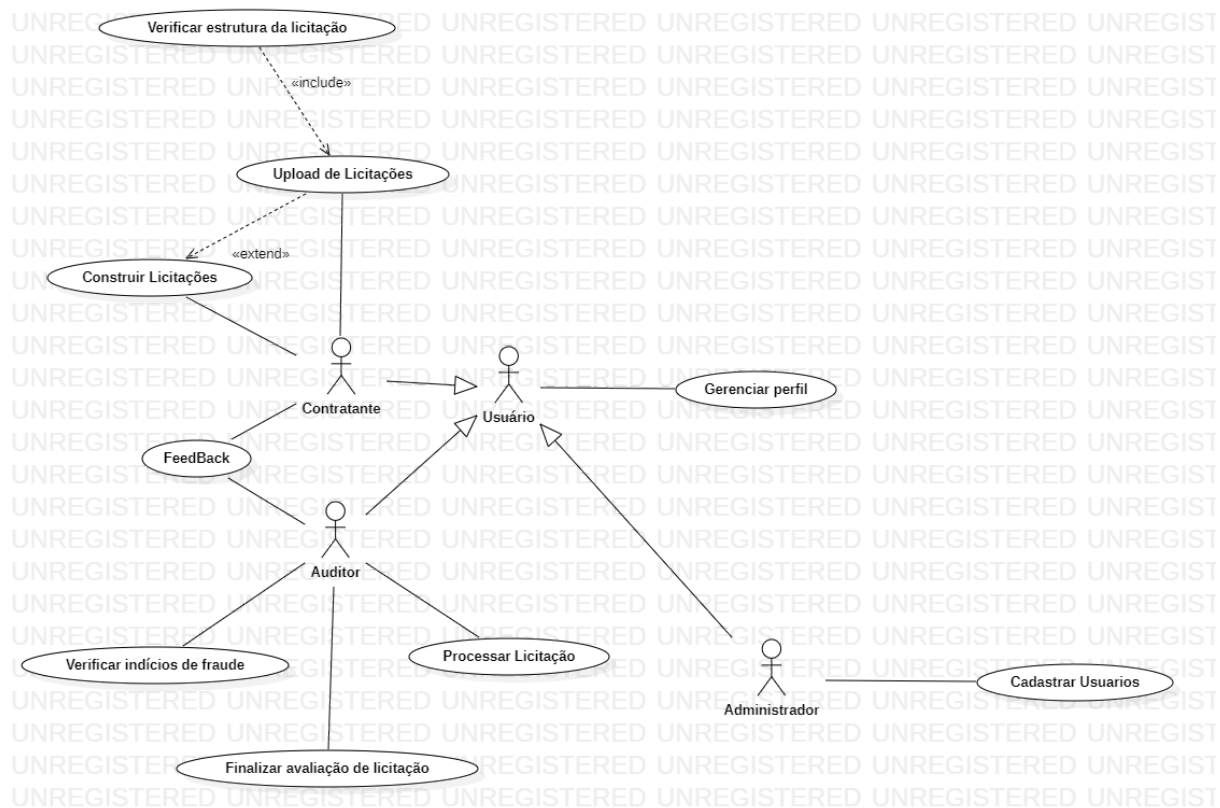 Verificar estrutura da licitação
«include»
Upload de Licitações
«extend»
Construir Licitações
Contratante
Usuário
Gerenciar perfil
FeedBack
Auditor
Verificar indícios de fraude
Processar Licitação
Administrador
Cadastrar Usuarios
Finalizar avaliação de licitação
UNREGISTERED UNREGISTERED UNREGISTERED UNREGISTERED UNREGISTERED UNREGIST